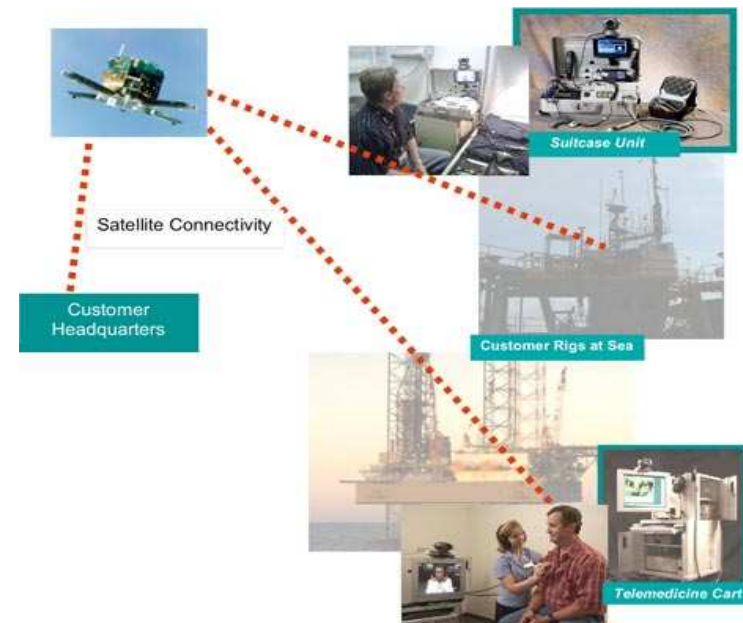 Suitcase Unit
Satellite Connectivity
Customer
Headquarters
Customer Rigs at Sea
Telemedicine Cart